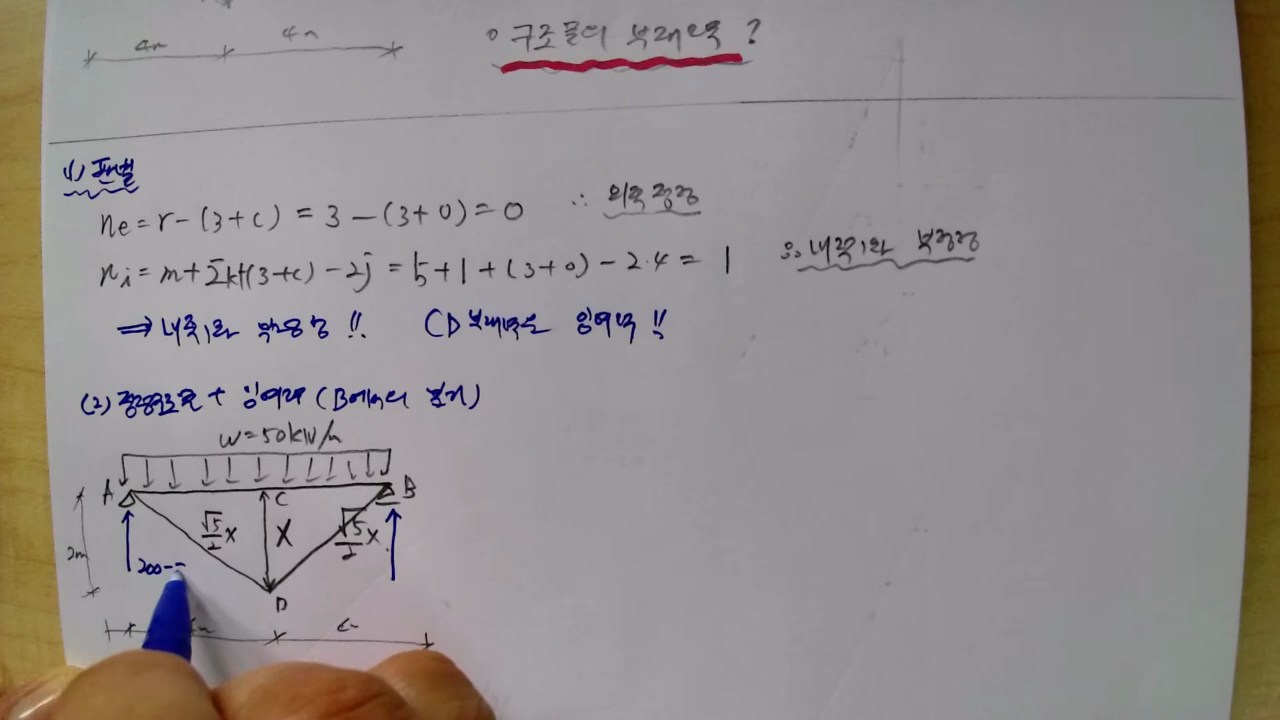 4m 4m
○ 구조물의 부재력 ?
(1) 판별
ne = r - (3+c) = 3 - (3+0) = 0 ∴ 외적 정정
ni = m + Σk + (3+c) - 2j = 5 + 1 + (3+0) - 2·4 = 1 ∴ 내적 1차 부정정
⇒ 내적 1차 부정정 !! CD 부재력을 잉여력 !!
(2) 정정구조물 + 잉여력 (B에서의 분기)
w=50kN/m
A C B
√5/2 X X √5/2 X
2m
200
D